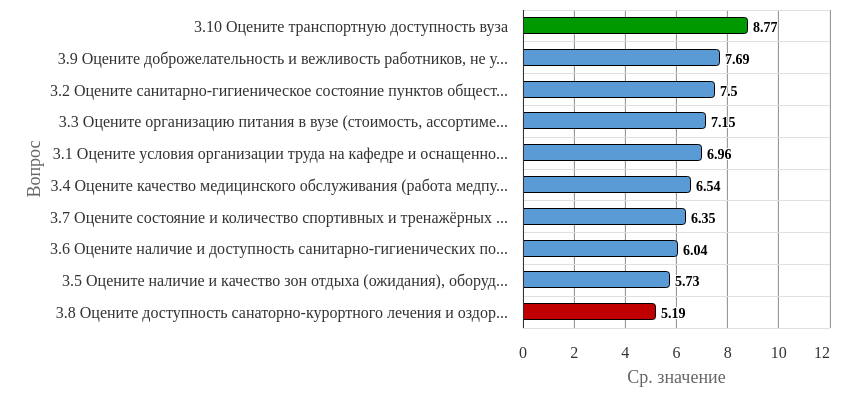 3.10 Оцените транспортную доступность вуза 8.77
3.9 Оцените доброжелательность и вежливость работников, не у... 7.69
3.2 Оцените санитарно-гигиеническое состояние пунктов общест... 7.5
3.3 Оцените организацию питания в вузе (стоимость, ассортиме... 7.15
3.1 Оцените условия организации труда на кафедре и оснащенно... 6.96
3.4 Оцените качество медицинского обслуживания (работа медпу... 6.54
3.7 Оцените состояние и количество спортивных и тренажёрных ... 6.35
3.6 Оцените наличие и доступность санитарно-гигиенических по... 6.04
3.5 Оцените наличие и качество зон отдыха (ожидания), оборуд... 5.73
3.8 Оцените доступность санаторно-курортного лечения и оздор... 5.19
Вопрос
0 2 4 6 8 10 12
Ср. значение